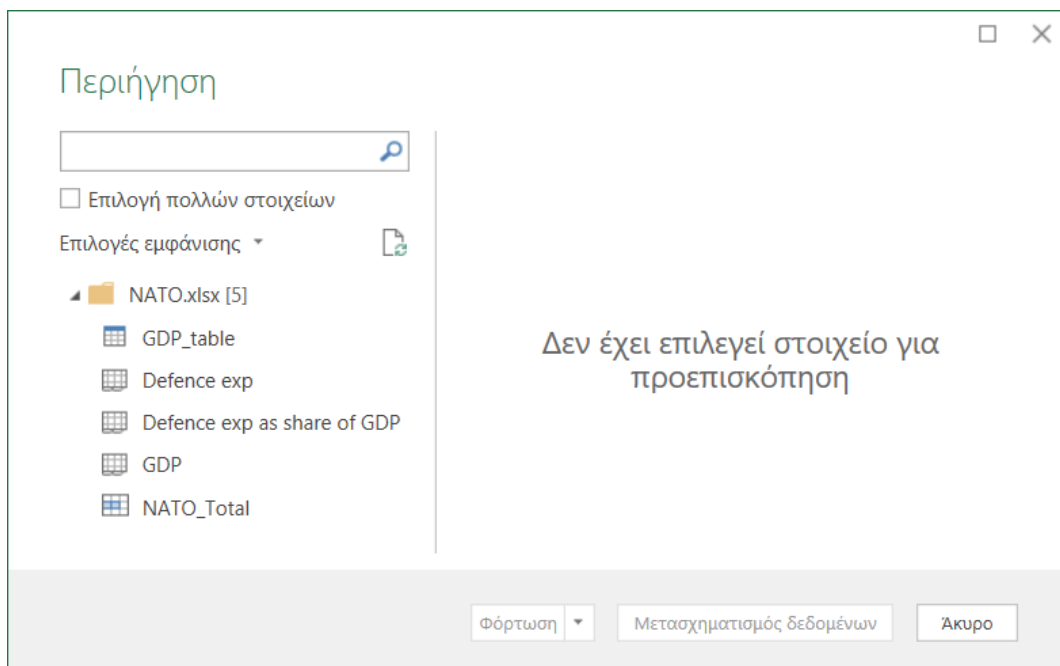 Περιήγηση
Επιλογή πολλών στοιχείων
Επιλογές εμφάνισης
NATO.xlsx [5]
GDP_table
Defence exp
Defence exp as share of GDP
GDP
NATO_Total
Δεν έχει επιλεγεί στοιχείο για
προεπισκόπηση
Φόρτωση
Μετασχηματισμός δεδομένων
Άκυρο